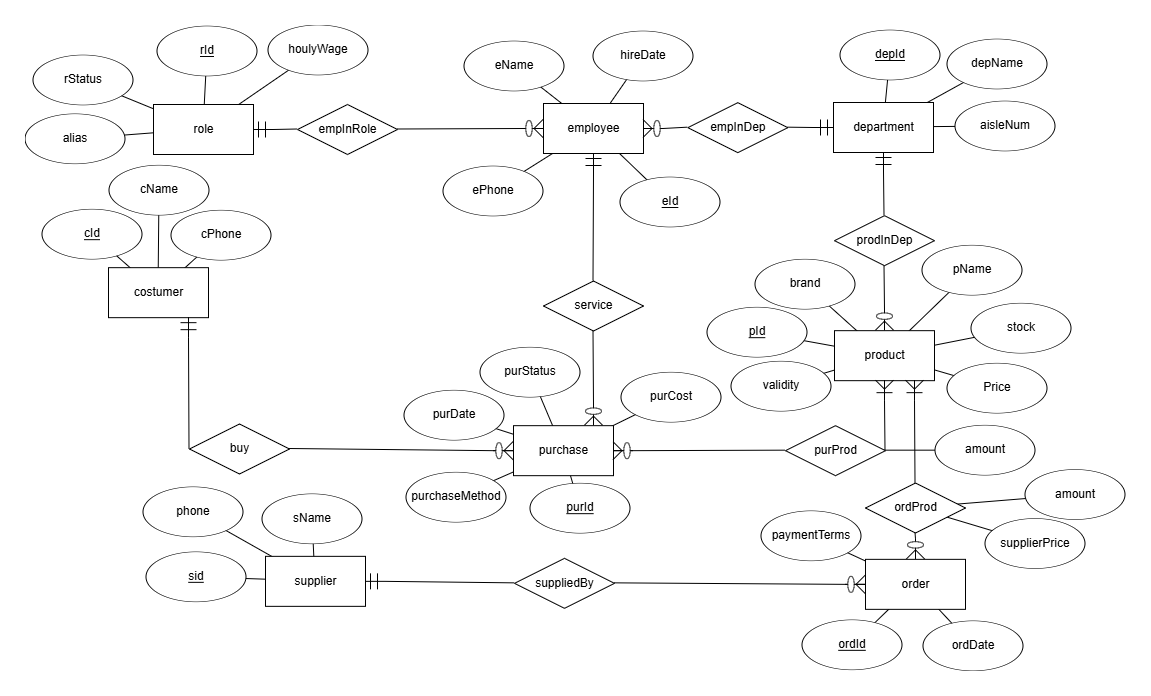 rId
houlyWage
rStatus
alias
role
empInRole
eName
hireDate
employee
ePhone
eId
empInDep
depId
depName
aisleNum
department
cName
cId
cPhone
costumer
prodInDep
service
brand
pName
pId
stock
product
validity
Price
purStatus
purDate
purCost
buy
purchase
purProd
amount
purchaseMethod
purId
phone
sName
sid
supplier
suppliedBy
ordProd
amount
supplierPrice
paymentTerms
order
ordId
ordDate